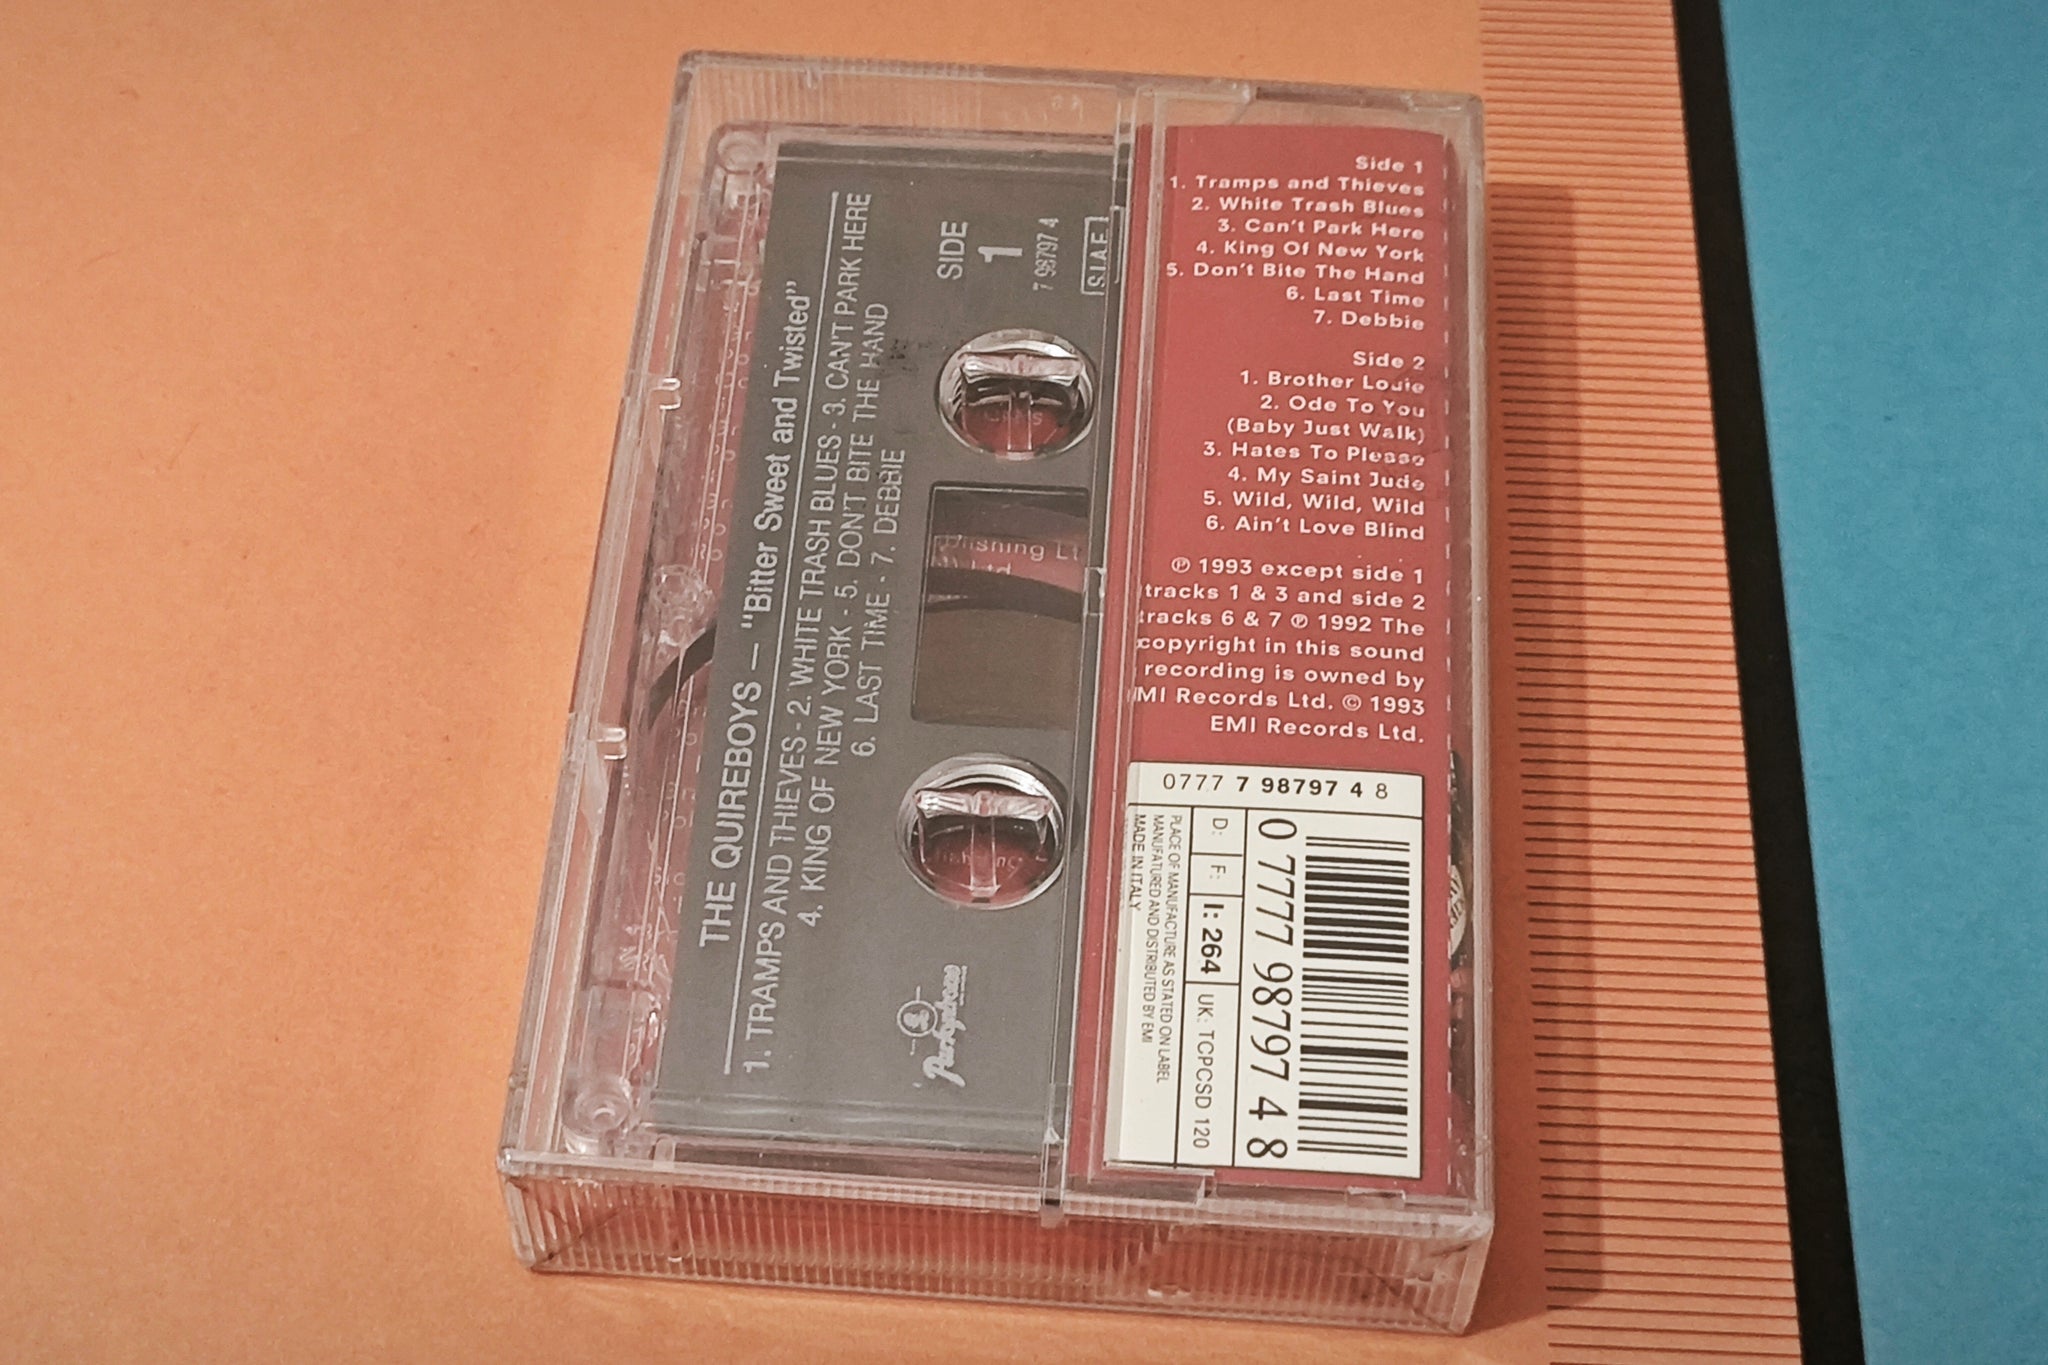 THE QUIREBOYS – "Bitter Sweet and Twisted"
1. TRAMPS AND THIEVES - 2. WHITE TRASH BLUES - 3. CAN'T PARK HERE
4. KING OF NEW YORK - 5. DON'T BITE THE HAND
6. LAST TIME - 7. DEBBIE
SIDE
1
7 98797 4
S.I.A.E.
Parlophone
Side 1
1. Tramps and Thieves
2. White Trash Blues
3. Can't Park Here
4. King Of New York
5. Don't Bite The Hand
6. Last Time
7. Debbie
Side 2
1. Brother Louie
2. Ode To You
(Baby Just Walk)
3. Hates To Please
4. My Saint Jude
5. Wild, Wild, Wild
6. Ain't Love Blind
℗ 1993 except side 1
tracks 1 & 3 and side 2
tracks 6 & 7 ℗ 1992 The
copyright in this sound
recording is owned by
EMI Records Ltd. © 1993
EMI Records Ltd.
0777 7 98797 4 8
D:
F:
I: 264
UK: TCPCSD 120
PLACE OF MANUFACTURE AS STATED ON LABEL
MANUFATURED AND DISTRIBUTED BY EMI
MADE IN ITALY
0 7777 98797 4 8